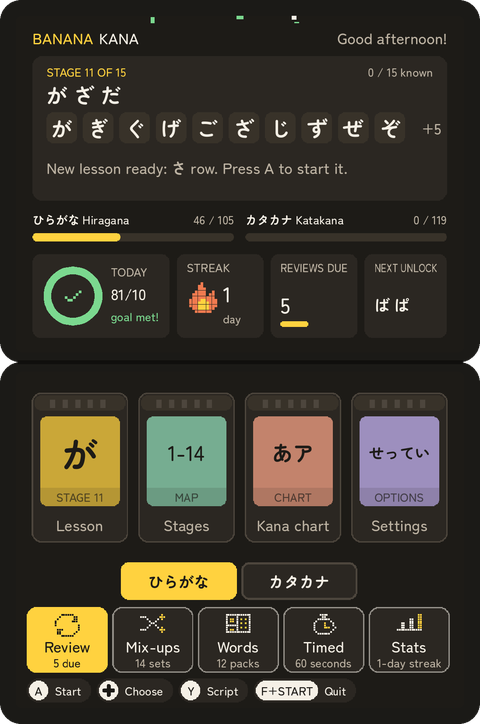 BANANA KANA
Good afternoon!
STAGE 11 OF 15
0 / 15 known
が ざ だ
が ぎ ぐ げ ご ざ じ ず ぜ ぞ +5
New lesson ready: さ row. Press A to start it.
ひらがな Hiragana 46 / 105
カタカナ Katakana 0 / 119
TODAY
81/10
goal met!
STREAK
1
day
REVIEWS DUE
5
NEXT UNLOCK
ば ぱ
が
STAGE 11
Lesson
1-14
MAP
Stages
あア
CHART
Kana chart
せってい
OPTIONS
Settings
ひらがな
カタカナ
Review
5 due
Mix-ups
14 sets
Words
12 packs
Timed
60 seconds
Stats
1-day streak
A Start
Choose
Y Script
F+START Quit